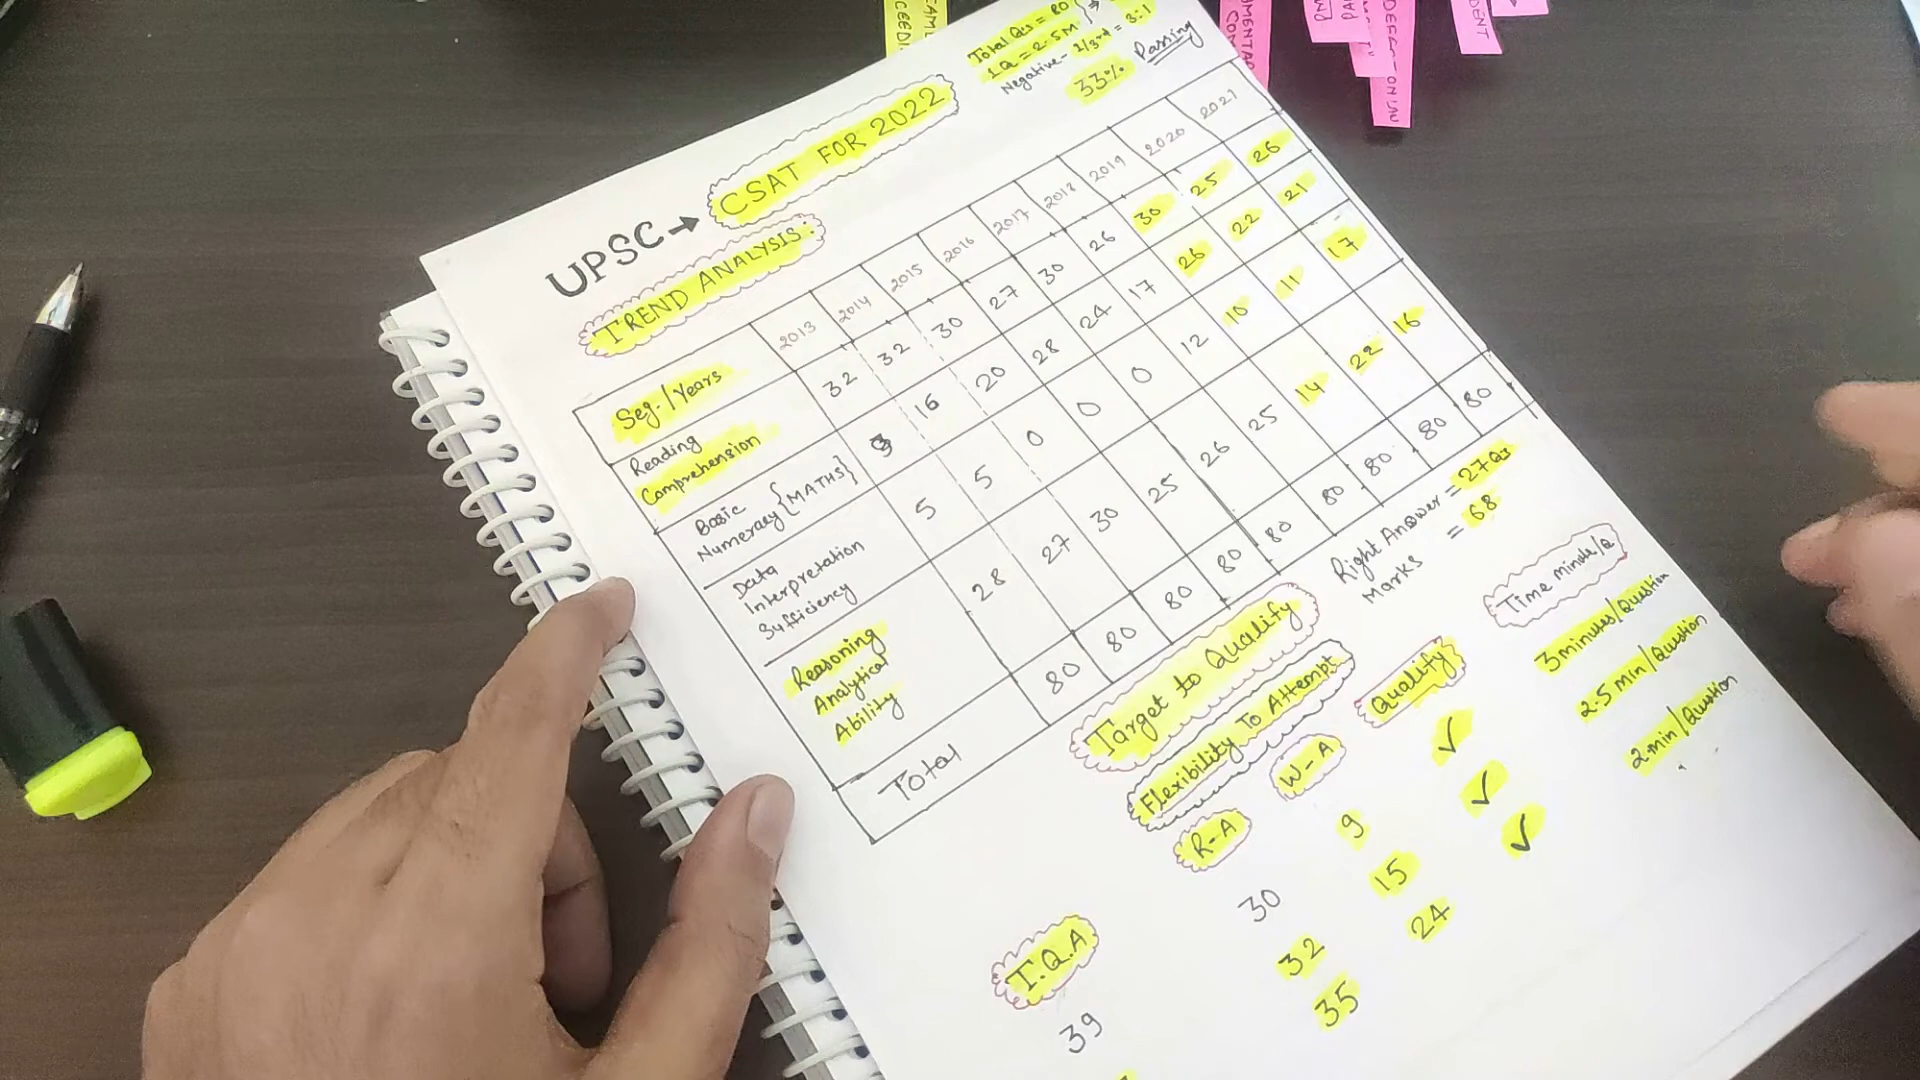 Total Qs = 80
1 Q = 2.5 M
Negative - 1/3rd = 3:1
33% Passing
UPSC → CSAT FOR 2022
TREND ANALYSIS:
Seg./Years 2013 2014 2015 2016 2017 2018 2019 2020 2021
Reading Comprehension 32 32 30 27 30 26 30 25 26
Basic Numeracy {MATHS} 16 20 28 24 17 26 22 21
Data Interpretation Sufficiency 5 5 0 0 0 12 10 11 17
Reasoning Analytical Ability 28 27 30 25 26 25 14 22 16
Total 80 80 80 80 80 80 80 80 80
Right Answer = 27 Qs
Marks = 68
Target to Qualify
Flexibility To Attempt
T.Q.A R-A W-A Qualify Time minute/Q
39 30 9 ✓ 3 minutes/Question
32 15 ✓ 2.5 min/Question
35 24 ✓ 2 min/Question
DENT